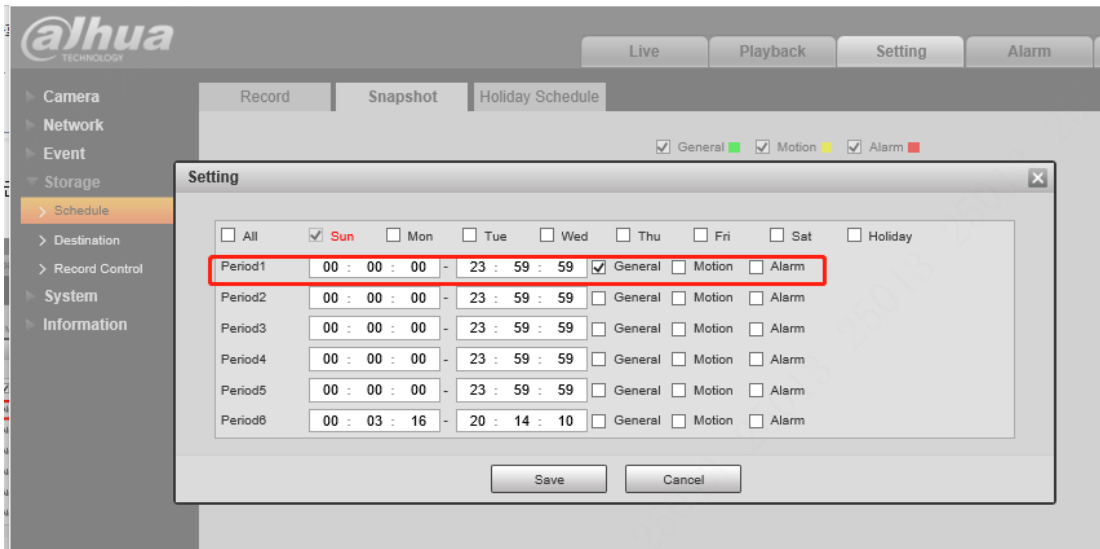 alhua
TECHNOLOGY
Live Playback Setting Alarm
Camera
Network
Event
Storage
Schedule
Destination
Record Control
System
Information
Record Snapshot Holiday Schedule
General Motion Alarm
Setting
All Sun Mon Tue Wed Thu Fri Sat Holiday
Period1 00 : 00 : 00 - 23 : 59 : 59 General Motion Alarm
Period2 00 : 00 : 00 - 23 : 59 : 59 General Motion Alarm
Period3 00 : 00 : 00 - 23 : 59 : 59 General Motion Alarm
Period4 00 : 00 : 00 - 23 : 59 : 59 General Motion Alarm
Period5 00 : 00 : 00 - 23 : 59 : 59 General Motion Alarm
Period6 00 : 03 : 16 - 20 : 14 : 10 General Motion Alarm
Save Cancel